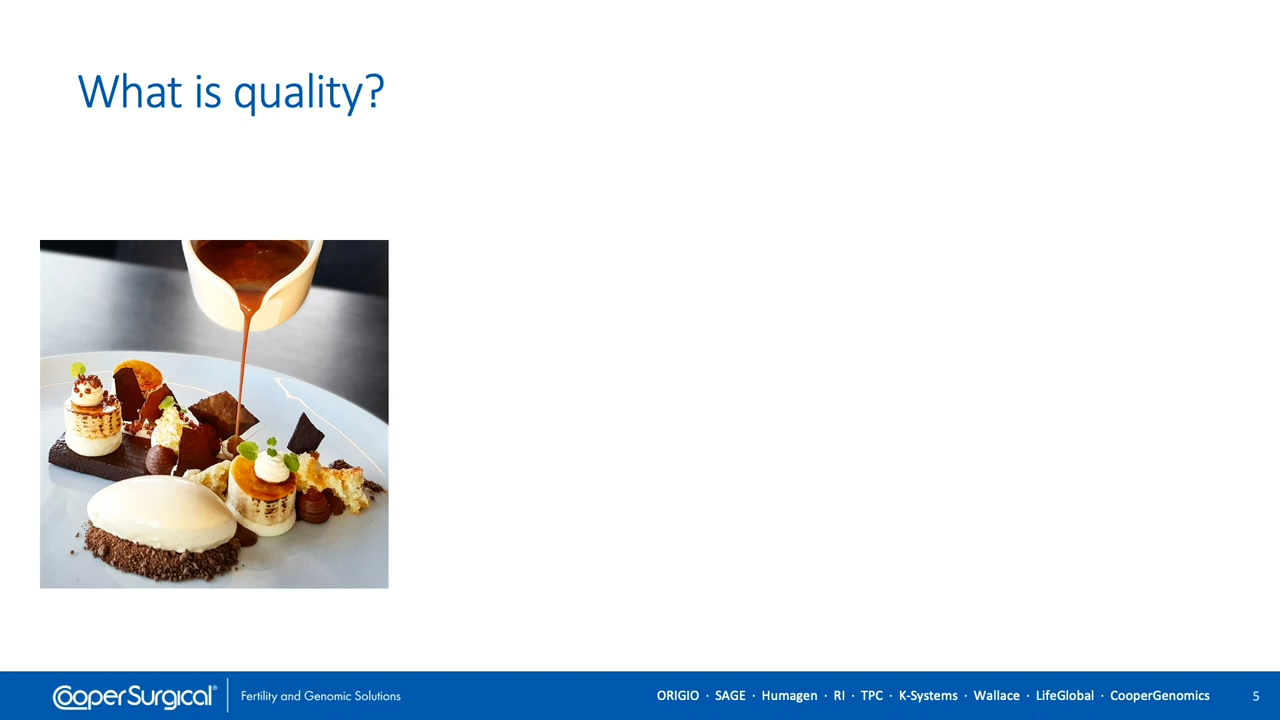 What is quality?
CooperSurgical® Fertility and Genomic Solutions ORIGIO · SAGE · Humagen · RI · TPC · K-Systems · Wallace · LifeGlobal · CooperGenomics 5